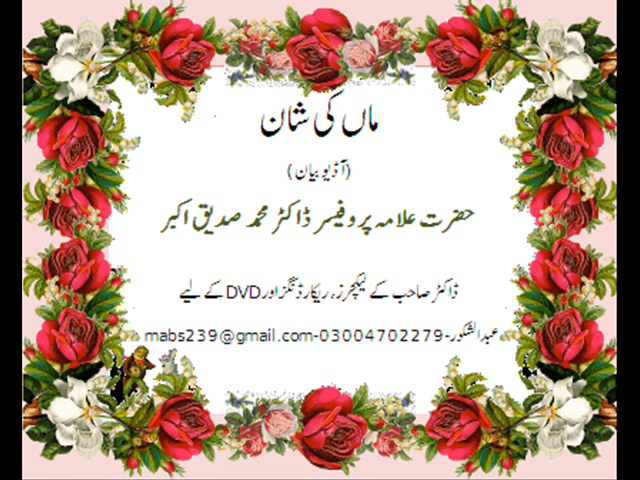 ماں کی شان
(آڈیو بیان)
حضرت علامہ پروفیسر ڈاکٹر محمد صدیق اکبر
ڈاکٹر صاحب کے لیکچرز، ریکارڈنگز اور DVD کے لیے
عبدالشکور-03004702279-mabs239@gmail.com